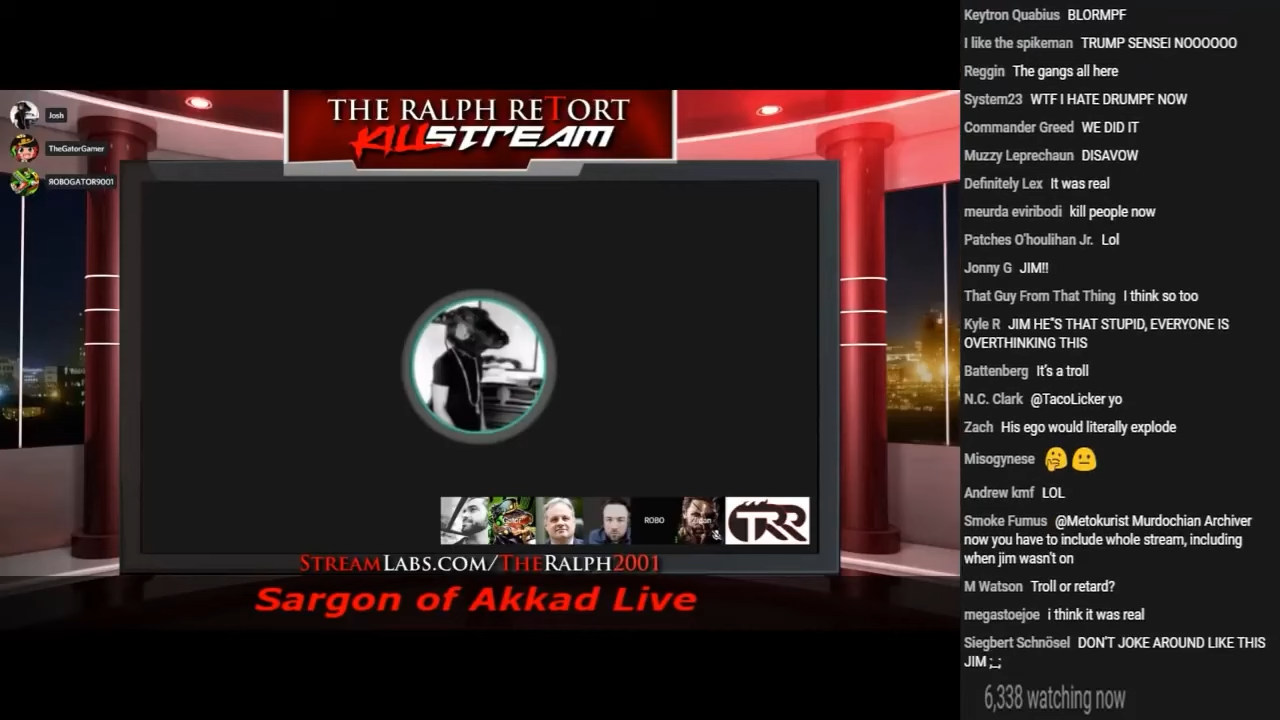 THE RALPH RETORT
KILLSTREAM
Josh
TheGatorGamer
ROBOGATOR9001
ROBO
TRR
STREAMLABS.COM/THERALPH2001
Sargon of Akkad Live
Keytron Quabius BLORMPF
I like the spikeman TRUMP SENSEI NOOOOOO
Reggin The gangs all here
System23 WTF I HATE DRUMPF NOW
Commander Greed WE DID IT
Muzzy Leprechaun DISAVOW
Definitely Lex It was real
meurda eviribodi kill people now
Patches O'houlihan Jr. Lol
Jonny G JIM!!
That Guy From That Thing I think so too
Kyle R JIM HE"S THAT STUPID, EVERYONE IS
OVERTHINKING THIS
Battenberg It's a troll
N.C. Clark @TacoLicker yo
Zach His ego would literally explode
Misogynese 🤔😐
Andrew kmf LOL
Smoke Fumus @Metokurist Murdochian Archiver
now you have to include whole stream, including
when jim wasn't on
M Watson Troll or retard?
megastoejoe i think it was real
Siegbert Schnösel DON'T JOKE AROUND LIKE THIS
JIM ;_;
6,338 watching now